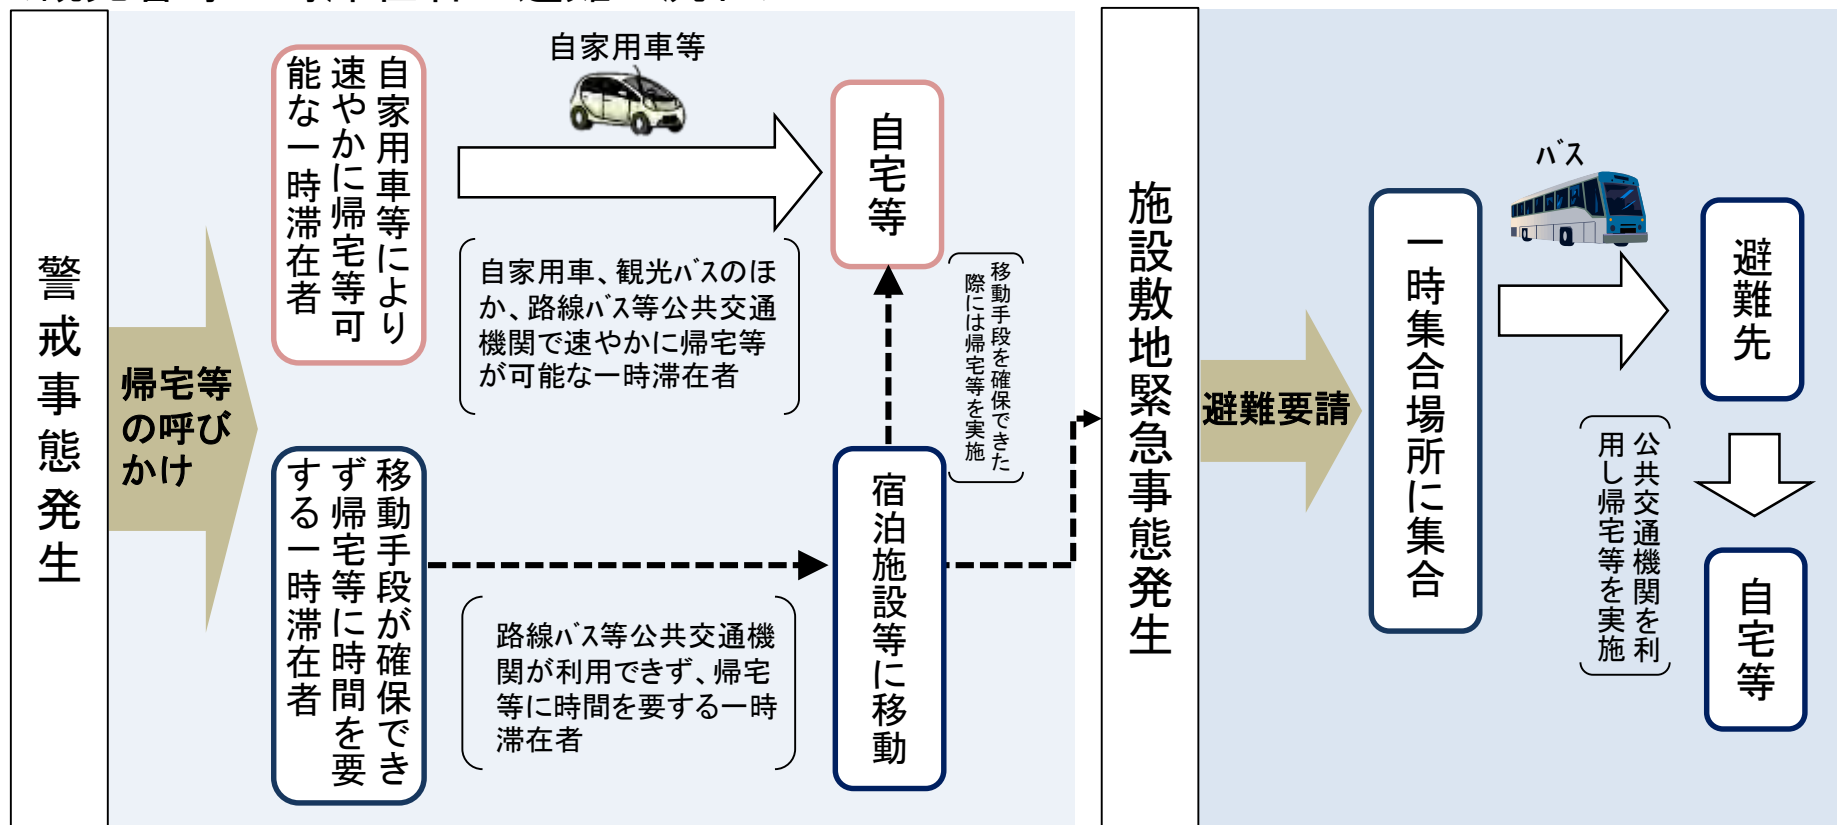 警戒事態発生
帰宅等
の呼び
かけ
自家用車等により
速やかに帰宅等可
能な一時滞在者
自家用車等
自家用車、観光ﾊﾞｽのほ
か、路線ﾊﾞｽ等公共交通
機関で速やかに帰宅等
が可能な一時滞在者
自宅等
移動手段を確保できた
際には帰宅等を実施
移動手段が確保でき
ず帰宅等に時間を要
する一時滞在者
路線ﾊﾞｽ等公共交通機
関が利用できず、帰宅
等に時間を要する一時
滞在者
宿泊施設等に移動
施設敷地緊急事態発生
避難要請
一時集合場所に集合
ﾊﾞｽ
避難先
公共交通機関を利
用し帰宅等を実施
自宅等